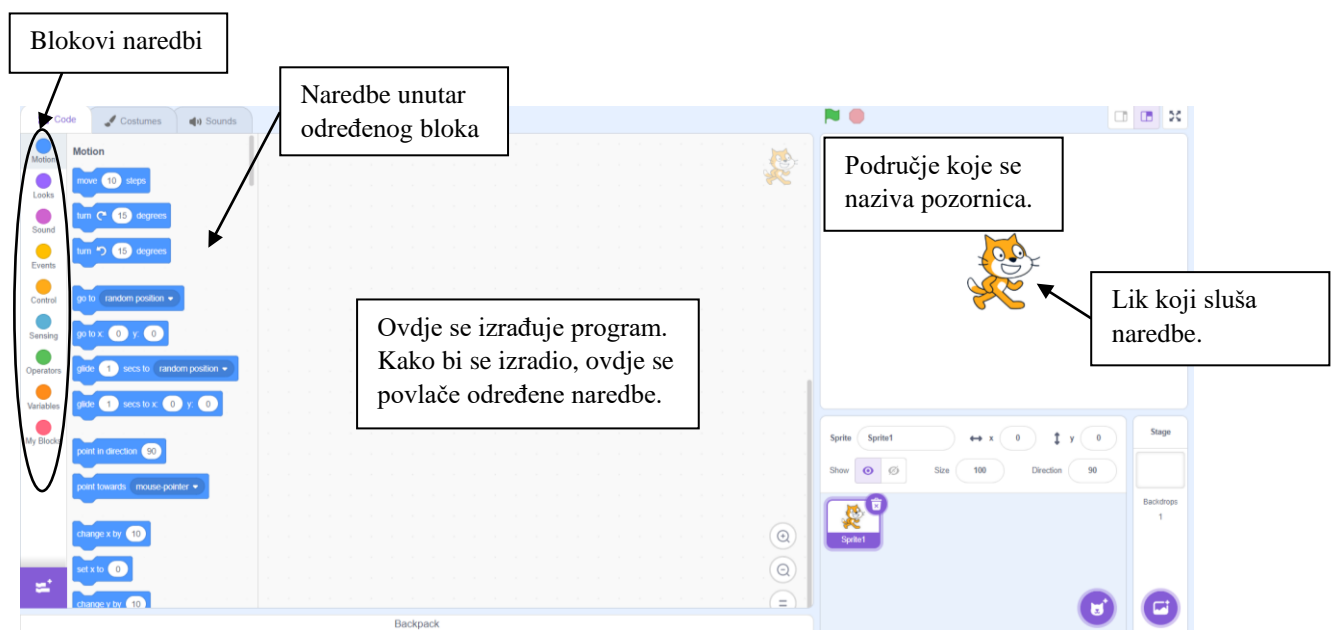 Blokovi naredbi
Naredbe unutar
određenog bloka
Code
Costumes
Sounds
Motion
Looks
Sound
Events
Control
Sensing
Operators
Variables
My Blocks
Motion
move 10 steps
turn 15 degrees
turn 15 degrees
go to random position
go to x: 0 y: 0
glide 1 secs to random position
glide 1 secs to x: 0 y: 0
point in direction 90
point towards mouse-pointer
change x by 10
set x to 0
change y by 10
Ovdje se izrađuje program.
Kako bi se izradio, ovdje se
povlače određene naredbe.
Backpack
Područje koje se
naziva pozornica.
Lik koji sluša
naredbe.
Sprite Sprite1 x 0 y 0
Show Size 100 Direction 90
Sprite1
Stage
Backdrops
1